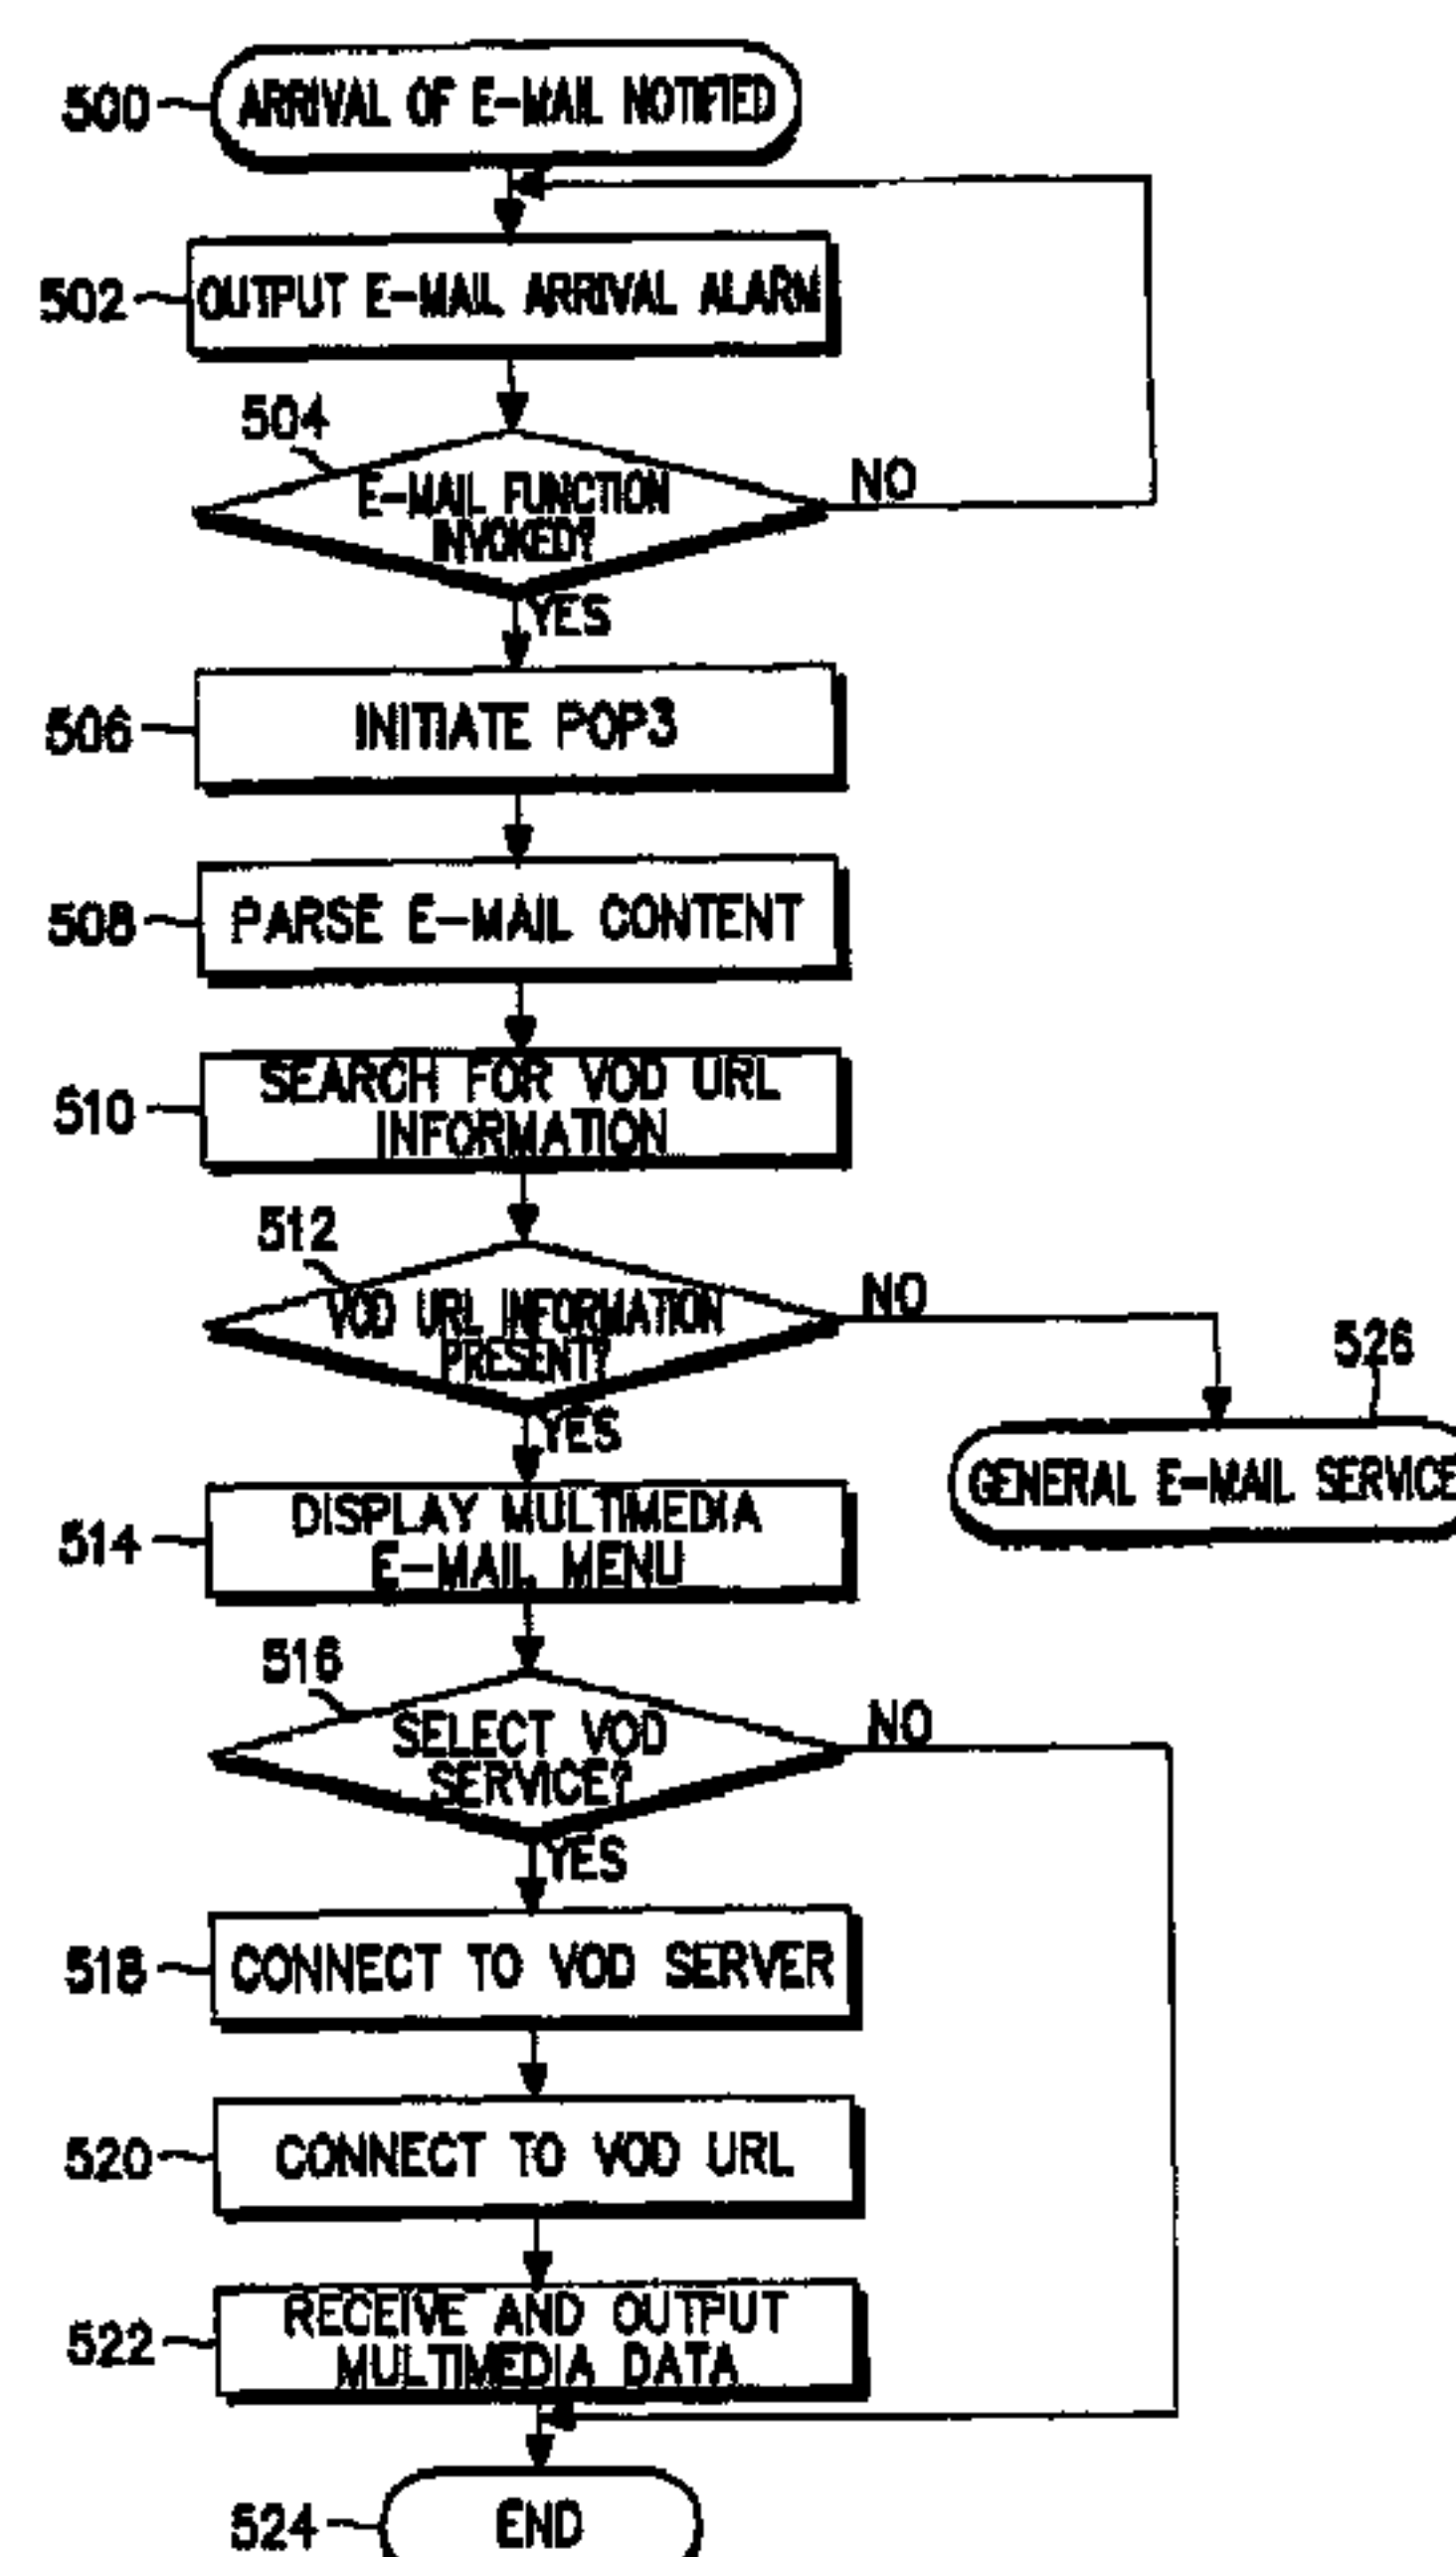 500
ARRIVAL OF E-MAIL NOTIFIED
502
OUTPUT E-MAIL ARRIVAL ALARM
504
E-MAIL FUNCTION
INVOKED?
NO
YES
506
INITIATE POP3
508
PARSE E-MAIL CONTENT
510
SEARCH FOR VOD URL
INFORMATION
512
VOD URL INFORMATION
PRESENT?
NO
YES
526
GENERAL E-MAIL SERVICE
514
DISPLAY MULTIMEDIA
E-MAIL MENU
516
SELECT VOD
SERVICE?
NO
YES
518
CONNECT TO VOD SERVER
520
CONNECT TO VOD URL
522
RECEIVE AND OUTPUT
MULTIMEDIA DATA
524
END